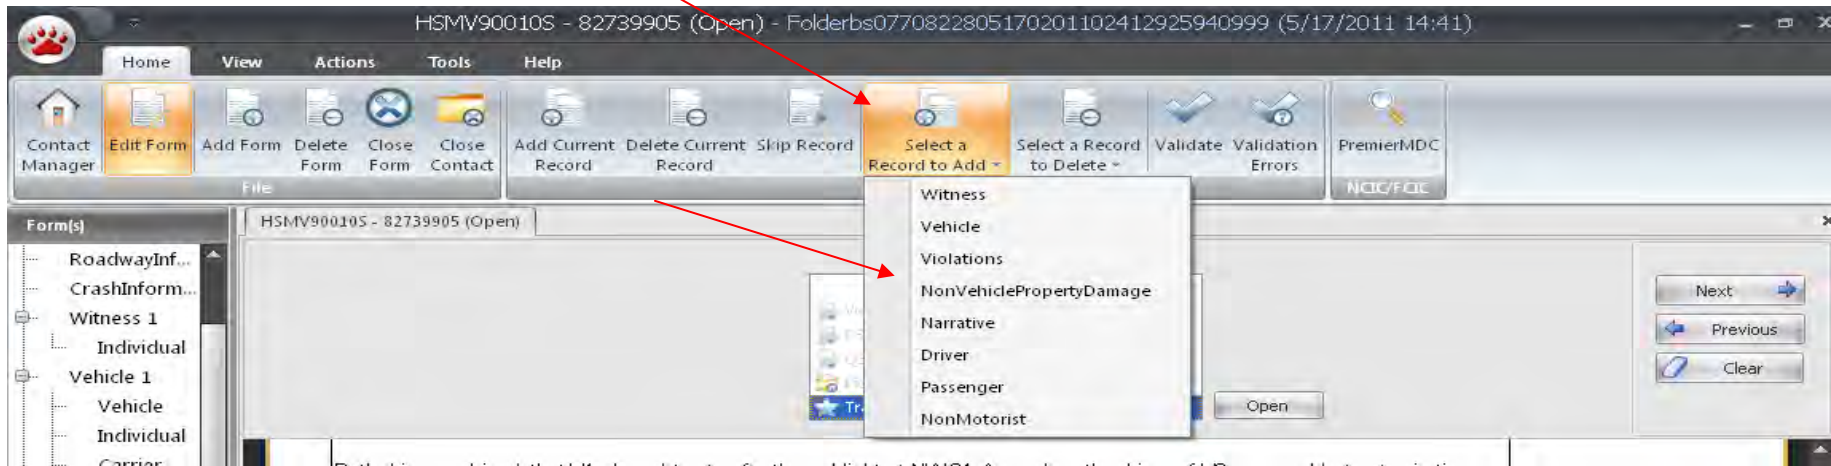 HSMV90010S - 82739905 (Open) - Folderbs0770822805170201102412925940999 (5/17/2011 14:41)
Home View Actions Tools Help
Contact Manager
Edit Form
Add Form
Delete Form
Close Form
Close Contact
Add Current Record
Delete Current Record
Skip Record
Select a Record to Add
Select a Record to Delete
Validate
Validation Errors
PremierMDC
File
NCIC/FCIC
Form(s)
HSMV90010S - 82739905 (Open)
RoadwayInf...
CrashInform...
Witness 1
Individual
Vehicle 1
Vehicle
Individual
Carrier
Witness
Vehicle
Violations
NonVehiclePropertyDamage
Narrative
Driver
Passenger
NonMotorist
Tr
Open
Next
Previous
Clear